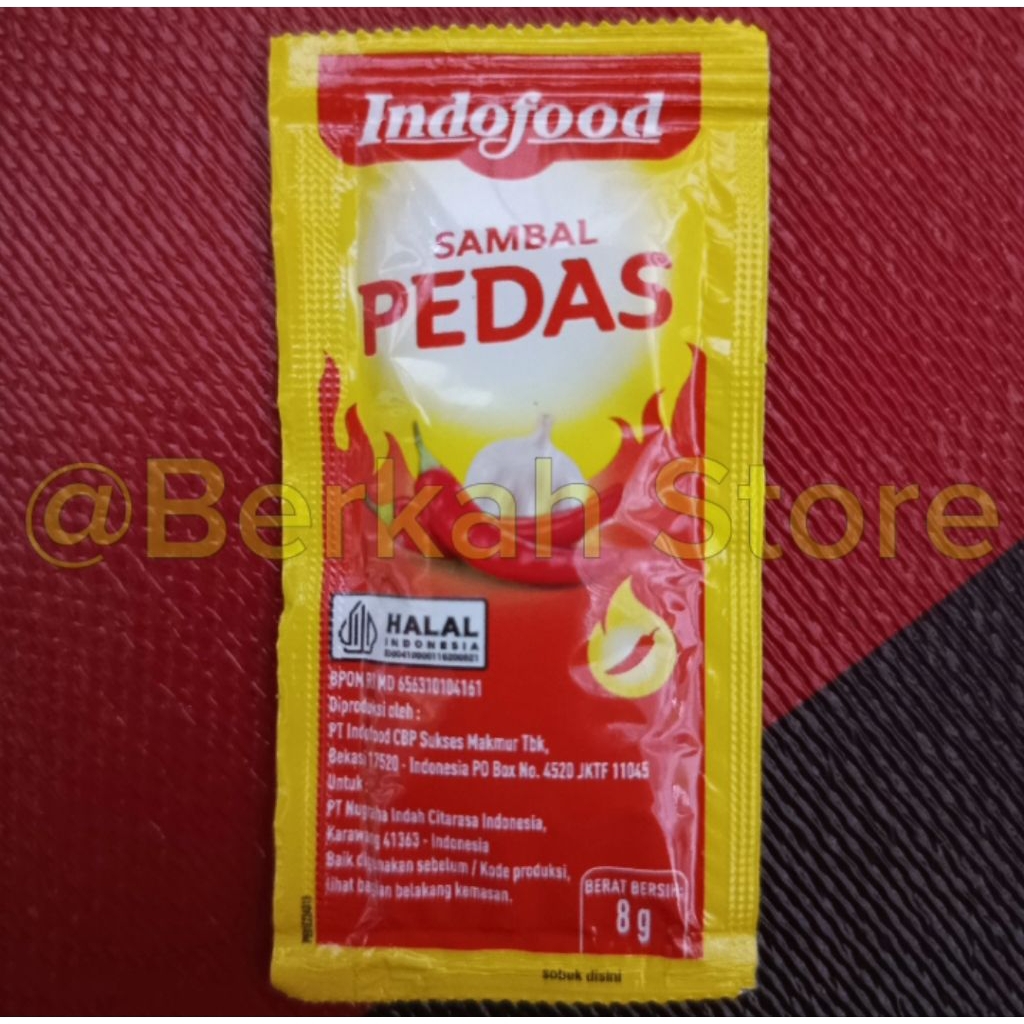 Indofood
SAMBAL
PEDAS
@Berkah Store
HALAL
INDONESIA
BPOM RI MD 656310104161
Diproduksi oleh :
PT Indofood CBP Sukses Makmur Tbk,
Bekasi 17520 - Indonesia PO Box No. 4520 JKTF 11045
Untuk
PT Nugraha Indah Citarasa Indonesia,
Karawang 41363 - Indonesia
Baik digunakan sebelum / Kode produksi,
lihat bagian belakang kemasan.
BERAT BERSIH
8 g
sobuk disini